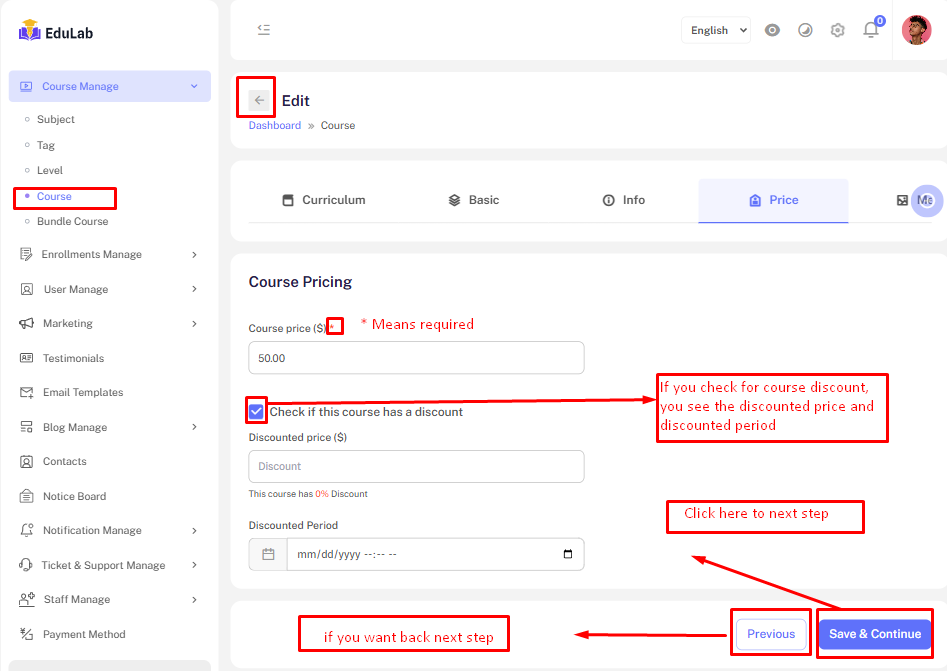 EduLab
English
0
Course Manage
Edit
Dashboard » Course
Subject
Tag
Level
Course
Bundle Course
Enrollments Manage
User Manage
Marketing
Testimonials
Email Templates
Blog Manage
Contacts
Notice Board
Notification Manage
Ticket & Support Manage
Staff Manage
Payment Method
Curriculum
Basic
Info
Price
Course Pricing
Course price ($) *
* Means required
50.00
Check if this course has a discount
If you check for course discount,
you see the discounted price and
discounted period
Discounted price ($)
Discount
This course has 0% Discount
Click here to next step
Discounted Period
mm/dd/yyyy --:-- --
if you want back next step
Previous
Save & Continue